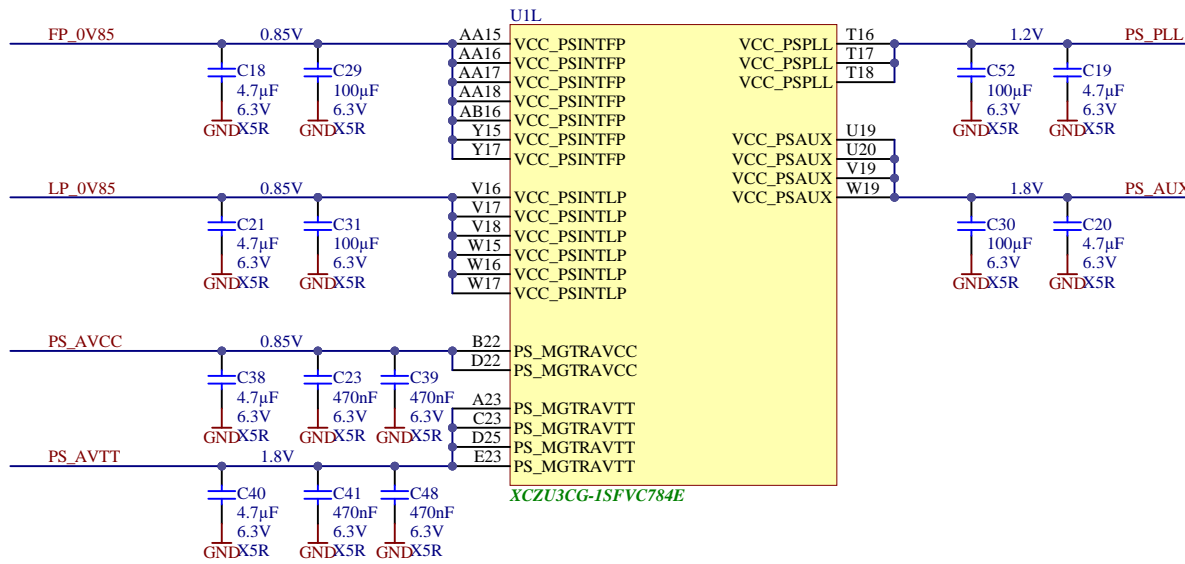 U1L
FP_0V85
0.85V
C18
4.7µF
6.3V
X5R
GND
C29
100µF
6.3V
X5R
GND
AA15
AA16
AA17
AA18
AB16
Y15
Y17
VCC_PSINTFP
VCC_PSINTFP
VCC_PSINTFP
VCC_PSINTFP
VCC_PSINTFP
VCC_PSINTFP
VCC_PSINTFP
LP_0V85
0.85V
C21
4.7µF
6.3V
X5R
GND
C31
100µF
6.3V
X5R
GND
V16
V17
V18
W15
W16
W17
VCC_PSINTLP
VCC_PSINTLP
VCC_PSINTLP
VCC_PSINTLP
VCC_PSINTLP
VCC_PSINTLP
PS_AVCC
0.85V
C38
4.7µF
6.3V
X5R
GND
C23
470nF
6.3V
X5R
GND
C39
470nF
6.3V
X5R
GND
B22
D22
PS_MGTRAVCC
PS_MGTRAVCC
A23
C23
D25
E23
PS_MGTRAVTT
PS_MGTRAVTT
PS_MGTRAVTT
PS_MGTRAVTT
PS_AVTT
1.8V
C40
4.7µF
6.3V
X5R
GND
C41
470nF
6.3V
X5R
GND
C48
470nF
6.3V
X5R
GND
VCC_PSPLL
VCC_PSPLL
VCC_PSPLL
T16
T17
T18
1.2V
PS_PLL
C52
100µF
6.3V
X5R
GND
C19
4.7µF
6.3V
X5R
GND
VCC_PSAUX
VCC_PSAUX
VCC_PSAUX
VCC_PSAUX
U19
U20
V19
W19
1.8V
PS_AUX
C30
100µF
6.3V
X5R
GND
C20
4.7µF
6.3V
X5R
GND
XCZU3CG-1SFVC784E